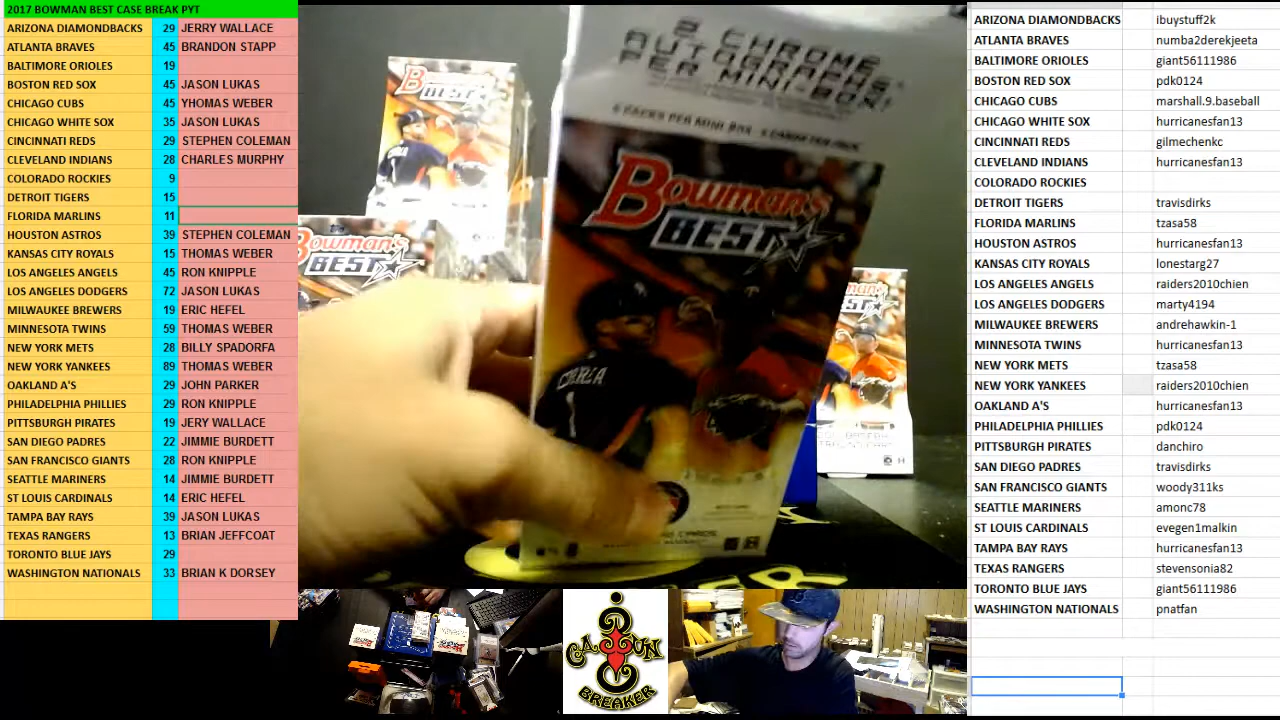 2017 BOWMAN BEST CASE BREAK PYT
ARIZONA DIAMONDBACKS 29 JERRY WALLACE
ATLANTA BRAVES 45 BRANDON STAPP
BALTIMORE ORIOLES 19
BOSTON RED SOX 45 JASON LUKAS
CHICAGO CUBS 45 YHOMAS WEBER
CHICAGO WHITE SOX 35 JASON LUKAS
CINCINNATI REDS 29 STEPHEN COLEMAN
CLEVELAND INDIANS 28 CHARLES MURPHY
COLORADO ROCKIES 9
DETROIT TIGERS 15
FLORIDA MARLINS 11
HOUSTON ASTROS 39 STEPHEN COLEMAN
KANSAS CITY ROYALS 15 THOMAS WEBER
LOS ANGELES ANGELS 45 RON KNIPPLE
LOS ANGELES DODGERS 72 JASON LUKAS
MILWAUKEE BREWERS 19 ERIC HEFEL
MINNESOTA TWINS 59 THOMAS WEBER
NEW YORK METS 28 BILLY SPADORFA
NEW YORK YANKEES 89 THOMAS WEBER
OAKLAND A'S 29 JOHN PARKER
PHILADELPHIA PHILLIES 29 RON KNIPPLE
PITTSBURGH PIRATES 19 JERY WALLACE
SAN DIEGO PADRES 22 JIMMIE BURDETT
SAN FRANCISCO GIANTS 28 RON KNIPPLE
SEATTLE MARINERS 14 JIMMIE BURDETT
ST LOUIS CARDINALS 14 ERIC HEFEL
TAMPA BAY RAYS 39 JASON LUKAS
TEXAS RANGERS 13 BRIAN JEFFCOAT
TORONTO BLUE JAYS 29
WASHINGTON NATIONALS 33 BRIAN K DORSEY
2 CHROME
AUTOGRAPHS
PER MINI-BOX!
Bowman's
BEST
Bowman's
BEST
Bowman's
BEST
Bowman's
BEST
CAJUN
BREAKER
ARIZONA DIAMONDBACKS ibuystuff2k
ATLANTA BRAVES numba2derekjeeta
BALTIMORE ORIOLES giant56111986
BOSTON RED SOX pdk0124
CHICAGO CUBS marshall.9.baseball
CHICAGO WHITE SOX hurricanesfan13
CINCINNATI REDS gilmechenkc
CLEVELAND INDIANS hurricanesfan13
COLORADO ROCKIES
DETROIT TIGERS travisdirks
FLORIDA MARLINS tzasa58
HOUSTON ASTROS hurricanesfan13
KANSAS CITY ROYALS lonestarg27
LOS ANGELES ANGELS raiders2010chien
LOS ANGELES DODGERS marty4194
MILWAUKEE BREWERS andrehawkin-1
MINNESOTA TWINS hurricanesfan13
NEW YORK METS tzasa58
NEW YORK YANKEES raiders2010chien
OAKLAND A'S hurricanesfan13
PHILADELPHIA PHILLIES pdk0124
PITTSBURGH PIRATES danchiro
SAN DIEGO PADRES travisdirks
SAN FRANCISCO GIANTS woody311ks
SEATTLE MARINERS amonc78
ST LOUIS CARDINALS evegen1malkin
TAMPA BAY RAYS hurricanesfan13
TEXAS RANGERS stevensonia82
TORONTO BLUE JAYS giant56111986
WASHINGTON NATIONALS pnatfan